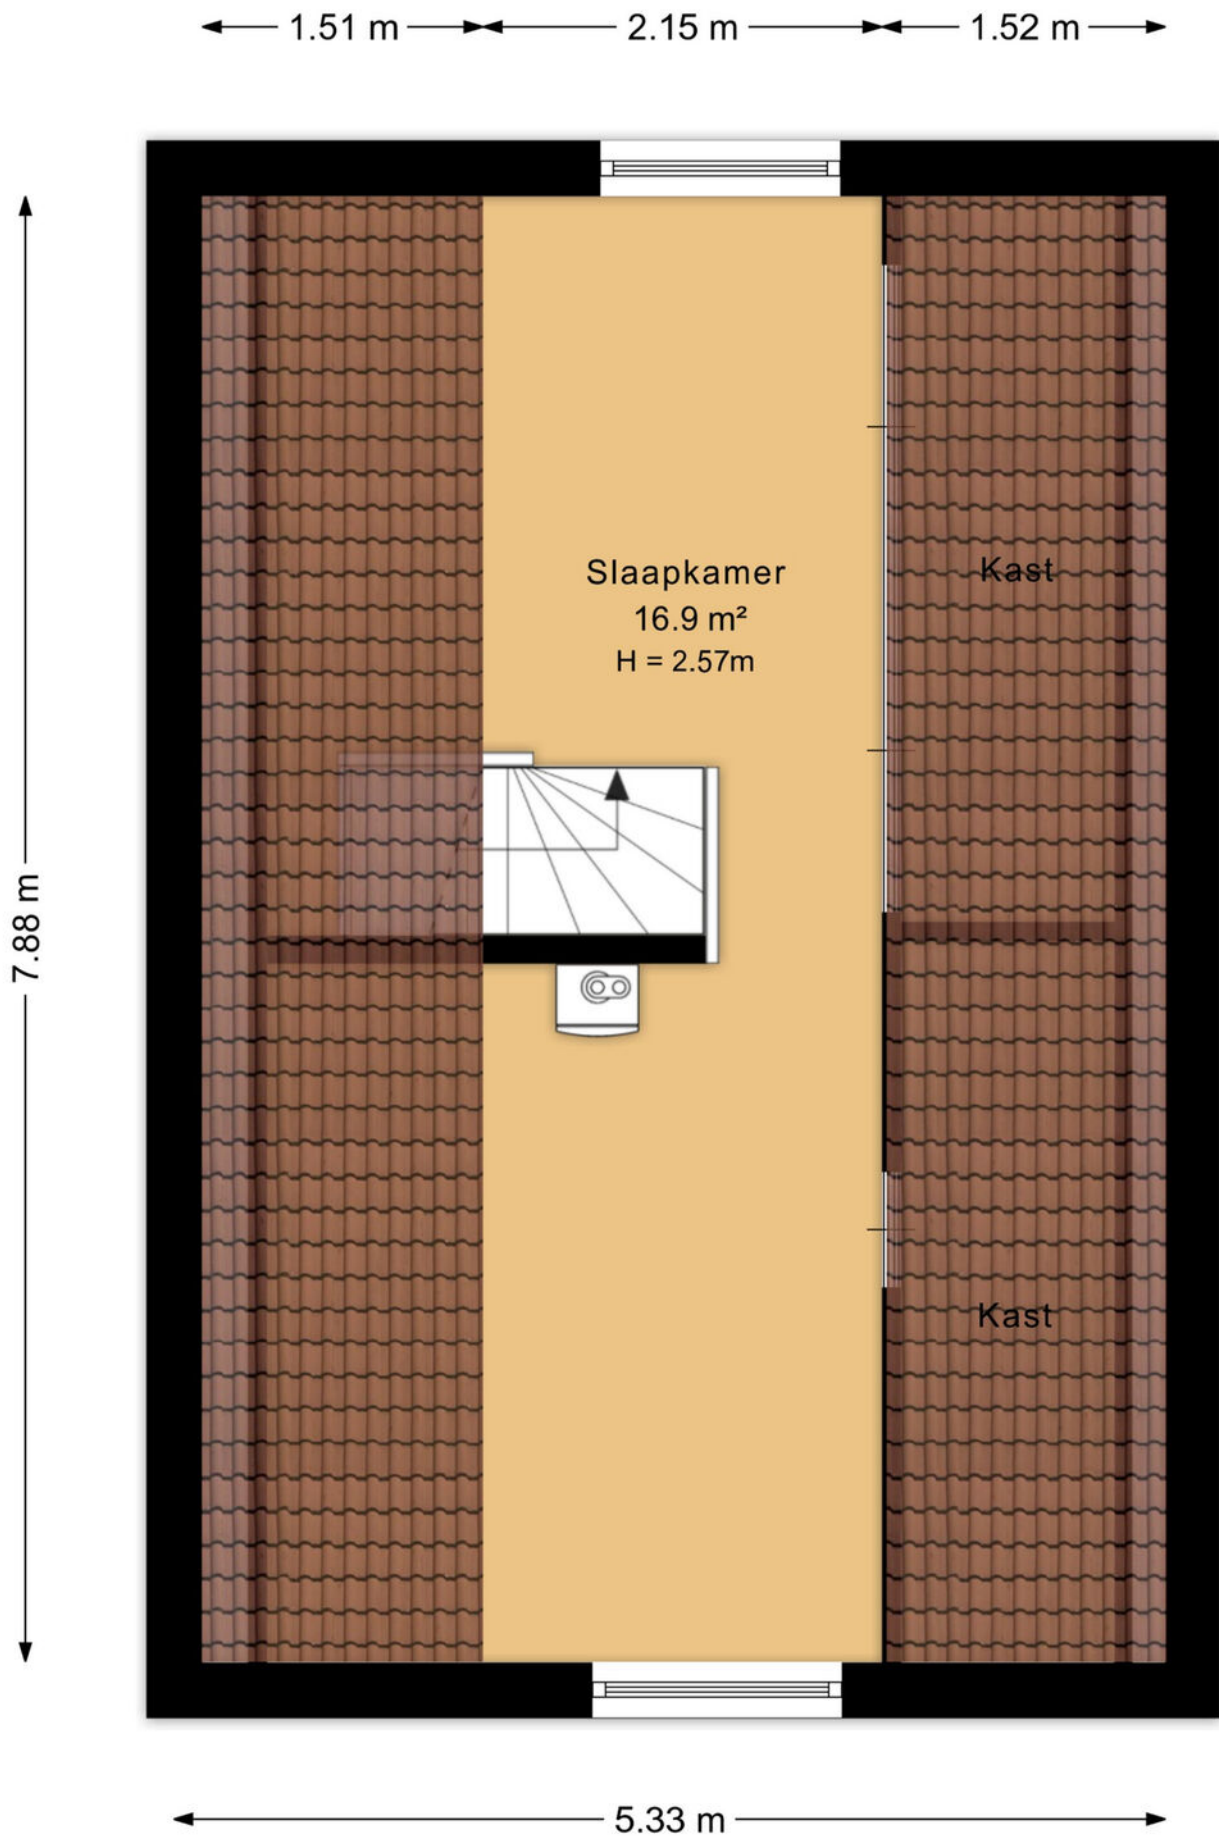 1.51 m 2.15 m 1.52 m
Slaapkamer
16.9 m²
H = 2.57m
Kast
7.88 m
Kast
5.33 m